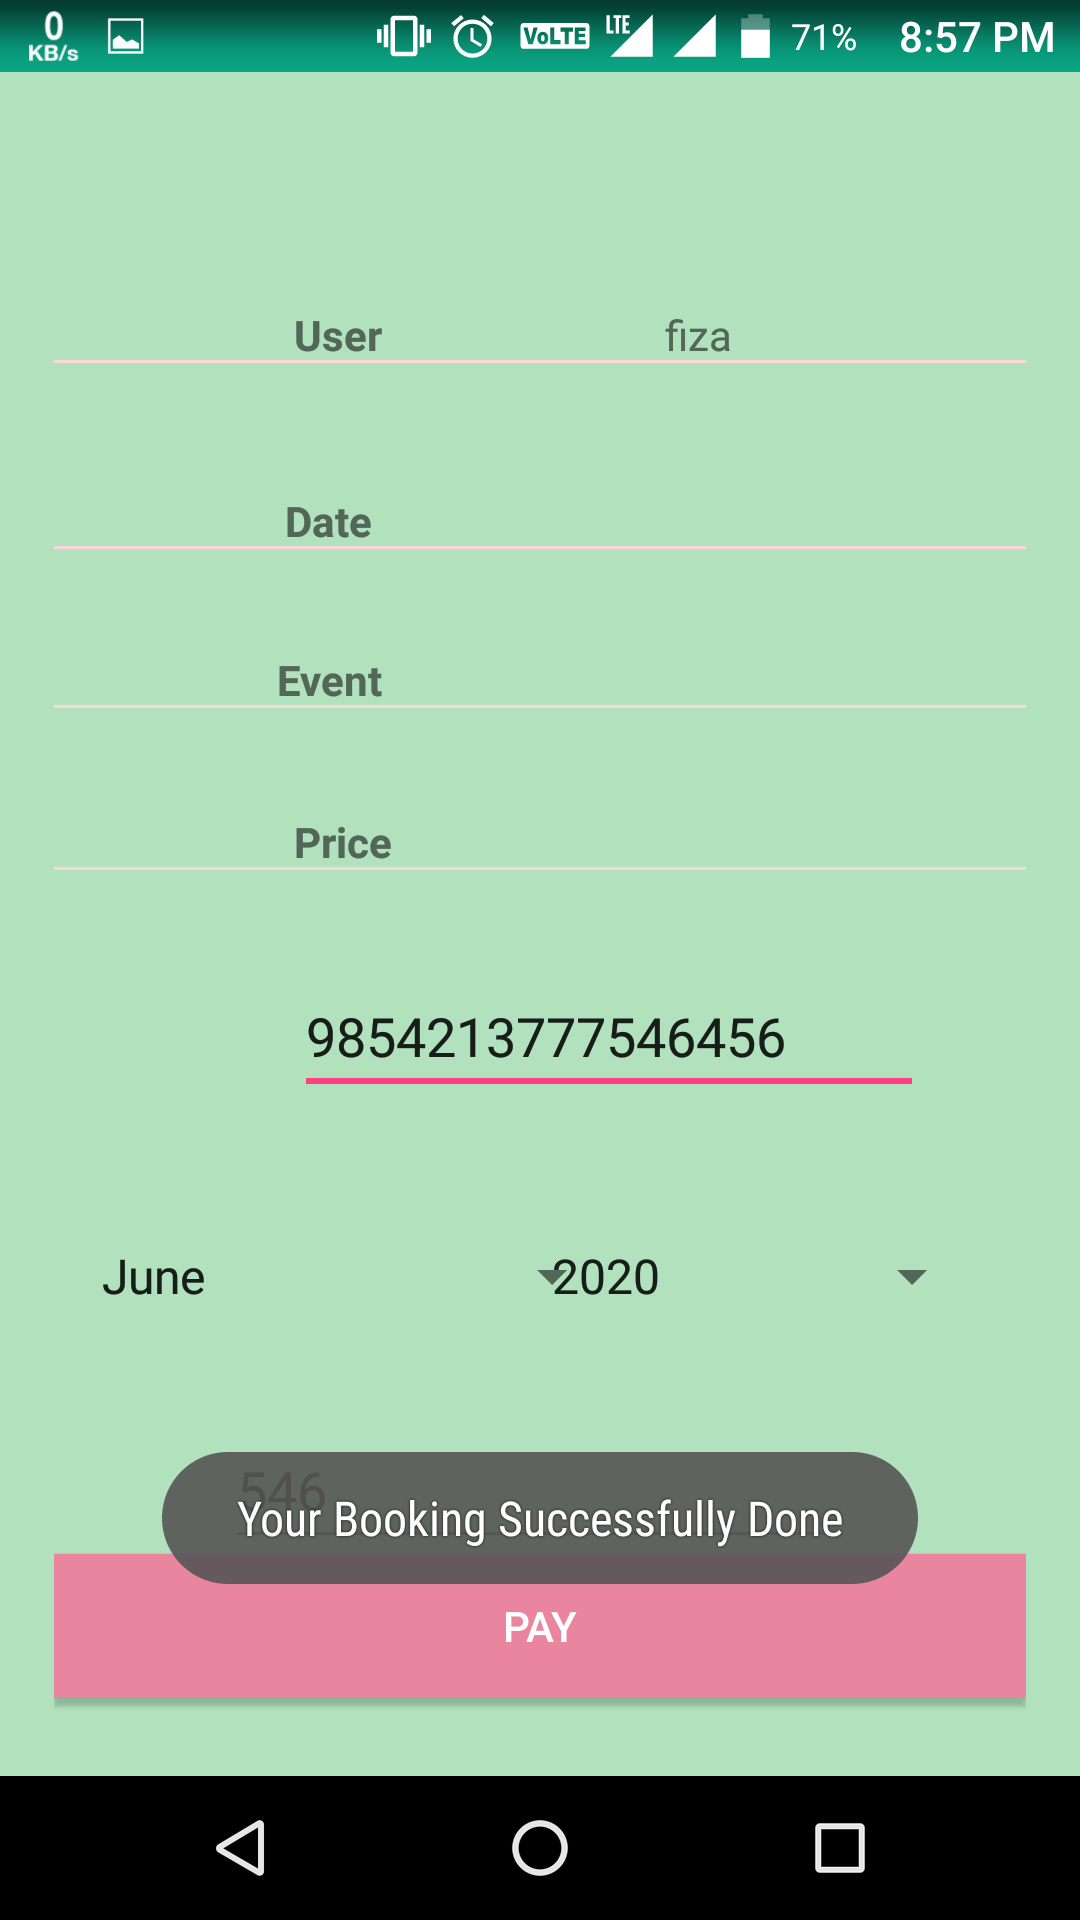 0
KB/s
VoLTE
LTE
71%
8:57 PM
User fiza
Date
Event
Price
9854213777546456
June 2020
546
Your Booking Successfully Done
PAY